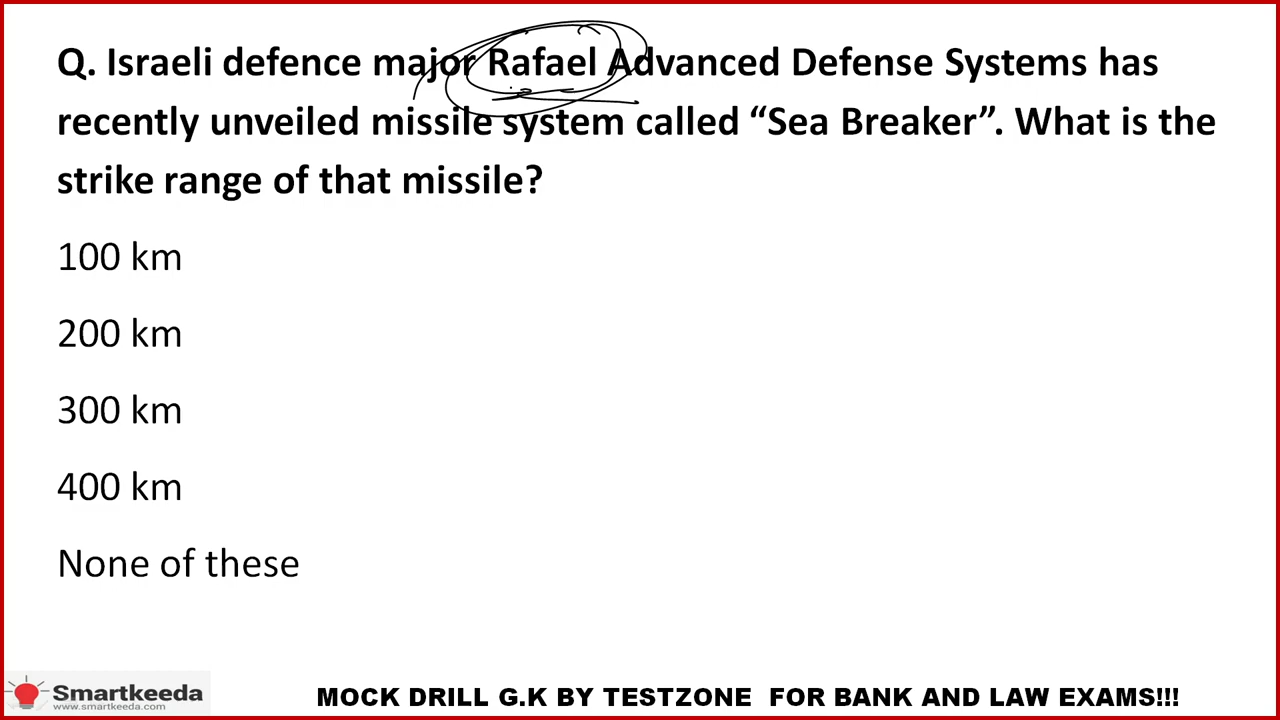 Q. Israeli defence major Rafael Advanced Defense Systems has
recently unveiled missile system called “Sea Breaker”. What is the
strike range of that missile?
100 km
200 km
300 km
400 km
None of these
Smartkeeda
www.smartkeeda.com
MOCK DRILL G.K BY TESTZONE FOR BANK AND LAW EXAMS!!!